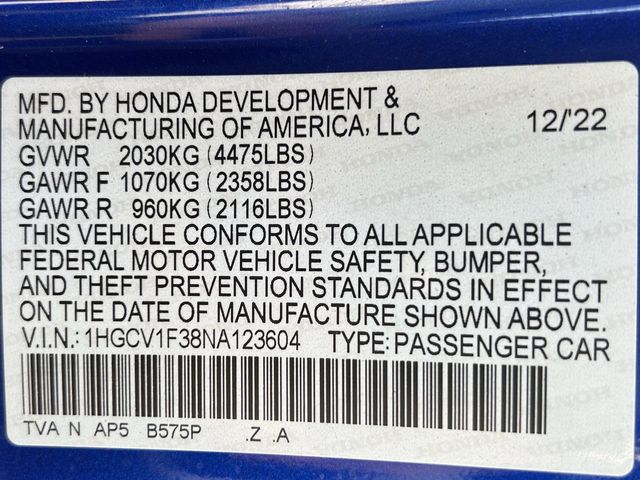 MFD. BY HONDA DEVELOPMENT &
MANUFACTURING OF AMERICA, LLC 12/'22
GVWR 2030KG (4475LBS)
GAWR F 1070KG (2358LBS)
GAWR R 960KG (2116LBS)
THIS VEHICLE CONFORMS TO ALL APPLICABLE
FEDERAL MOTOR VEHICLE SAFETY, BUMPER,
AND THEFT PREVENTION STANDARDS IN EFFECT
ON THE DATE OF MANUFACTURE SHOWN ABOVE.
V.I.N.: 1HGCV1F38NA123604 TYPE: PASSENGER CAR
TVA N AP5 B575P .Z .A